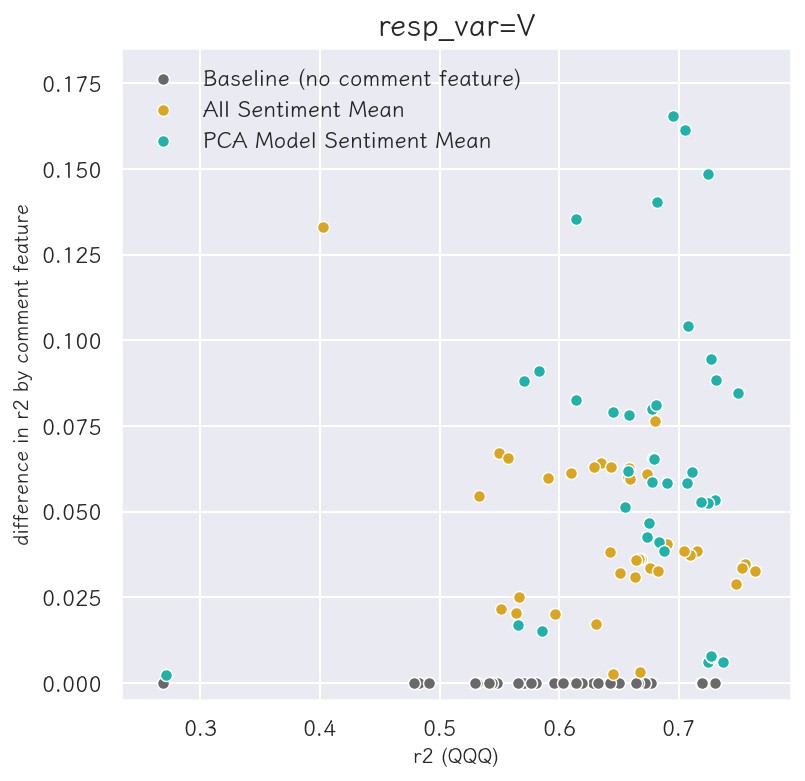 resp_var=V
Baseline (no comment feature)
All Sentiment Mean
PCA Model Sentiment Mean
difference in r2 by comment feature
0.175
0.150
0.125
0.100
0.075
0.050
0.025
0.000
0.3 0.4 0.5 0.6 0.7
r2 (QQQ)